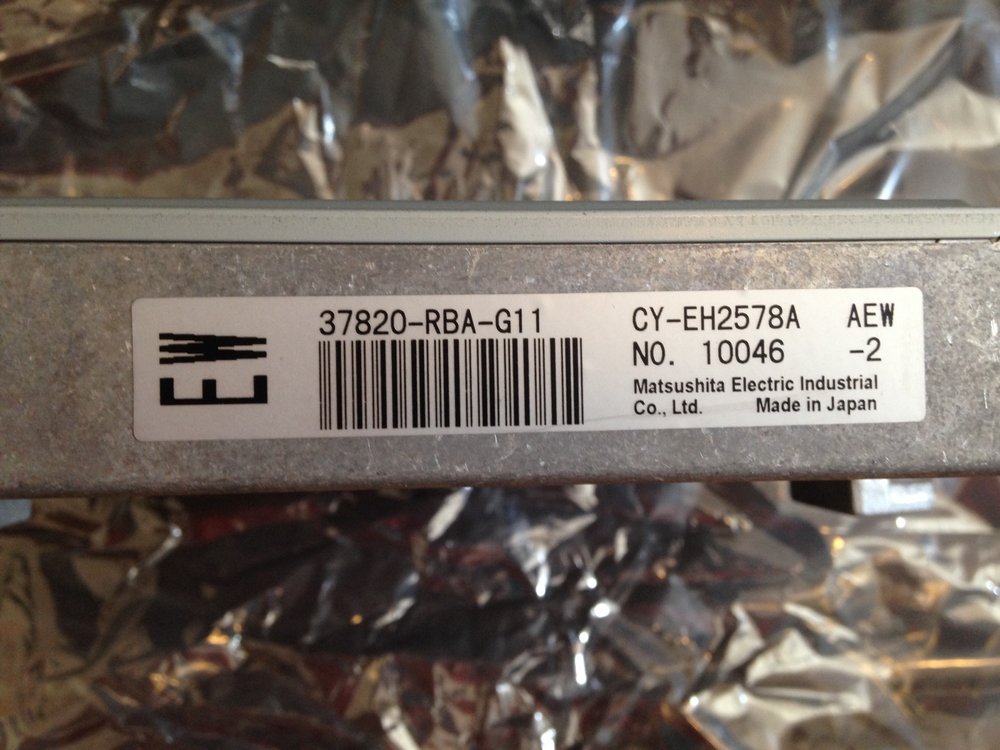 37820-RBA-G11
CY-EH2578A AEW
NO. 10046 -2
Matsushita Electric Industrial
Co., Ltd. Made in Japan